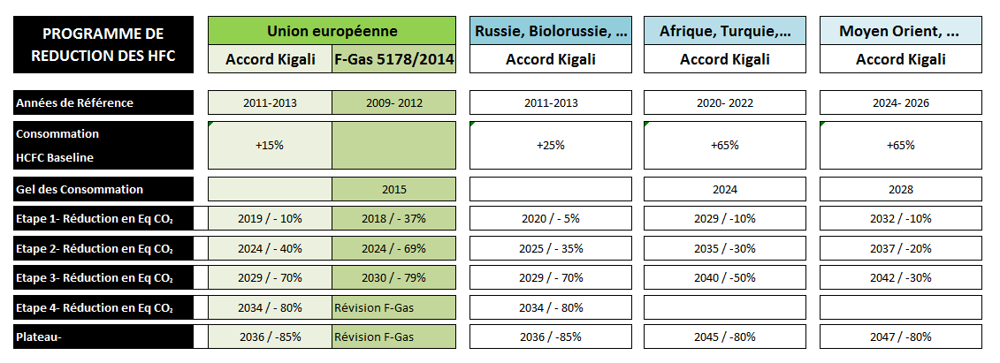 PROGRAMME DE
REDUCTION DES HFC
Union européenne
Russie, Biolorussie, ...
Afrique, Turquie,...
Moyen Orient, ...
Accord Kigali
F-Gas 5178/2014
Accord Kigali
Accord Kigali
Accord Kigali
Années de Référence
2011-2013
2009- 2012
2011-2013
2020- 2022
2024- 2026
Consommation
HCFC Baseline
+15%
+25%
+65%
+65%
Gel des Consommation
2015
2024
2028
Etape 1- Réduction en Eq CO₂
2019 / - 10%
2018 / - 37%
2020 / - 5%
2029 / -10%
2032 / -10%
Etape 2- Réduction en Eq CO₂
2024 / - 40%
2024 / - 69%
2025 / - 35%
2035 / -30%
2037 / -20%
Etape 3- Réduction en Eq CO₂
2029 / - 70%
2030 / - 79%
2029 / - 70%
2040 / -50%
2042 / -30%
Etape 4- Réduction en Eq CO₂
2034 / - 80%
Révision F-Gas
2034 / - 80%
Plateau-
2036 / -85%
Révision F-Gas
2036 / -85%
2045 / -80%
2047 / -80%